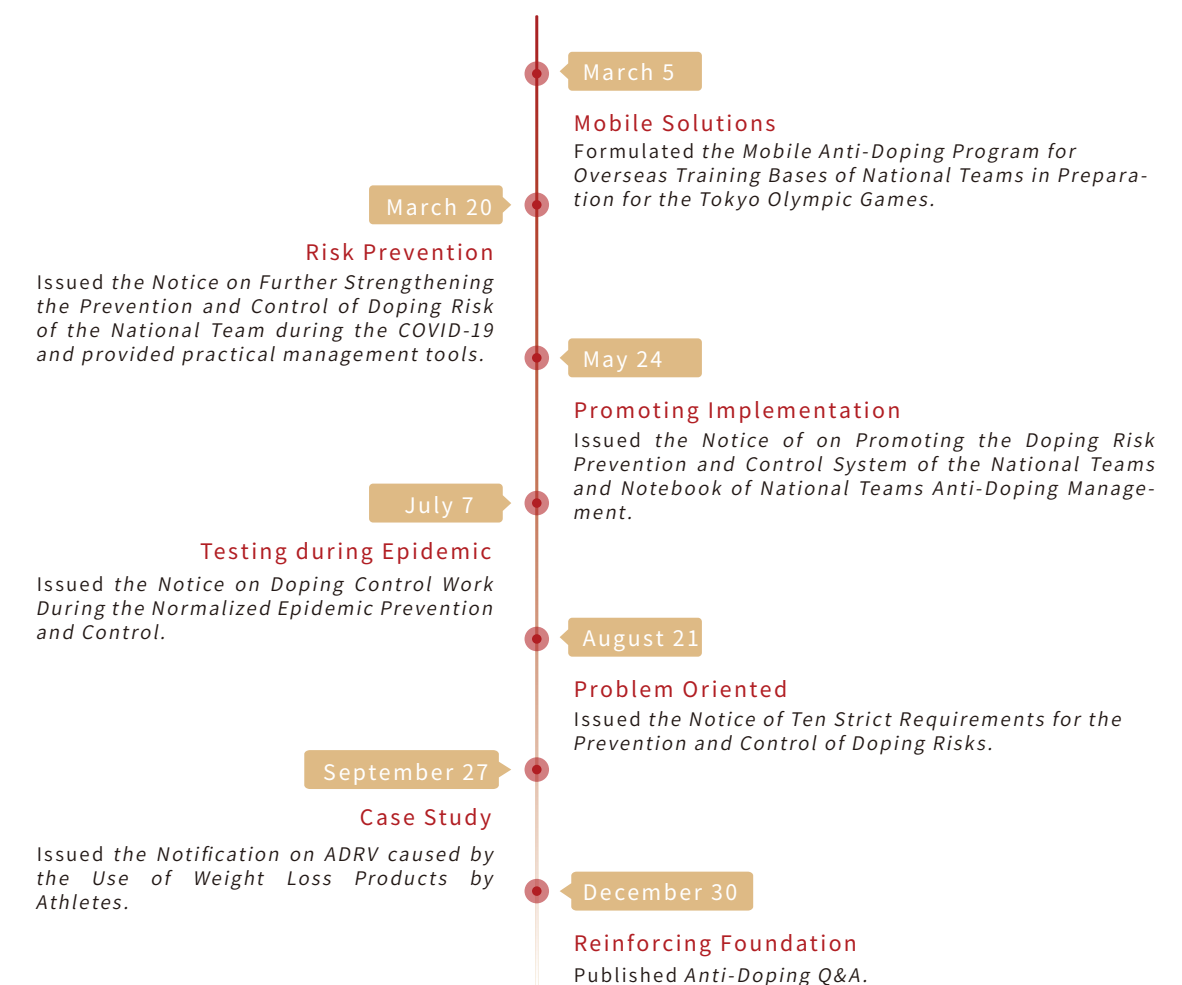 March 5
Mobile Solutions
Formulated the Mobile Anti-Doping Program for
Overseas Training Bases of National Teams in Prepara-
tion for the Tokyo Olympic Games.
March 20
Risk Prevention
Issued the Notice on Further Strengthening
the Prevention and Control of Doping Risk
of the National Team during the COVID-19
and provided practical management tools.
May 24
Promoting Implementation
Issued the Notice of on Promoting the Doping Risk
Prevention and Control System of the National Teams
and Notebook of National Teams Anti-Doping Manage-
ment.
July 7
Testing during Epidemic
Issued the Notice on Doping Control Work
During the Normalized Epidemic Prevention
and Control.
August 21
Problem Oriented
Issued the Notice of Ten Strict Requirements for the
Prevention and Control of Doping Risks.
September 27
Case Study
Issued the Notification on ADRV caused by
the Use of Weight Loss Products by
Athletes.
December 30
Reinforcing Foundation
Published Anti-Doping Q&A.